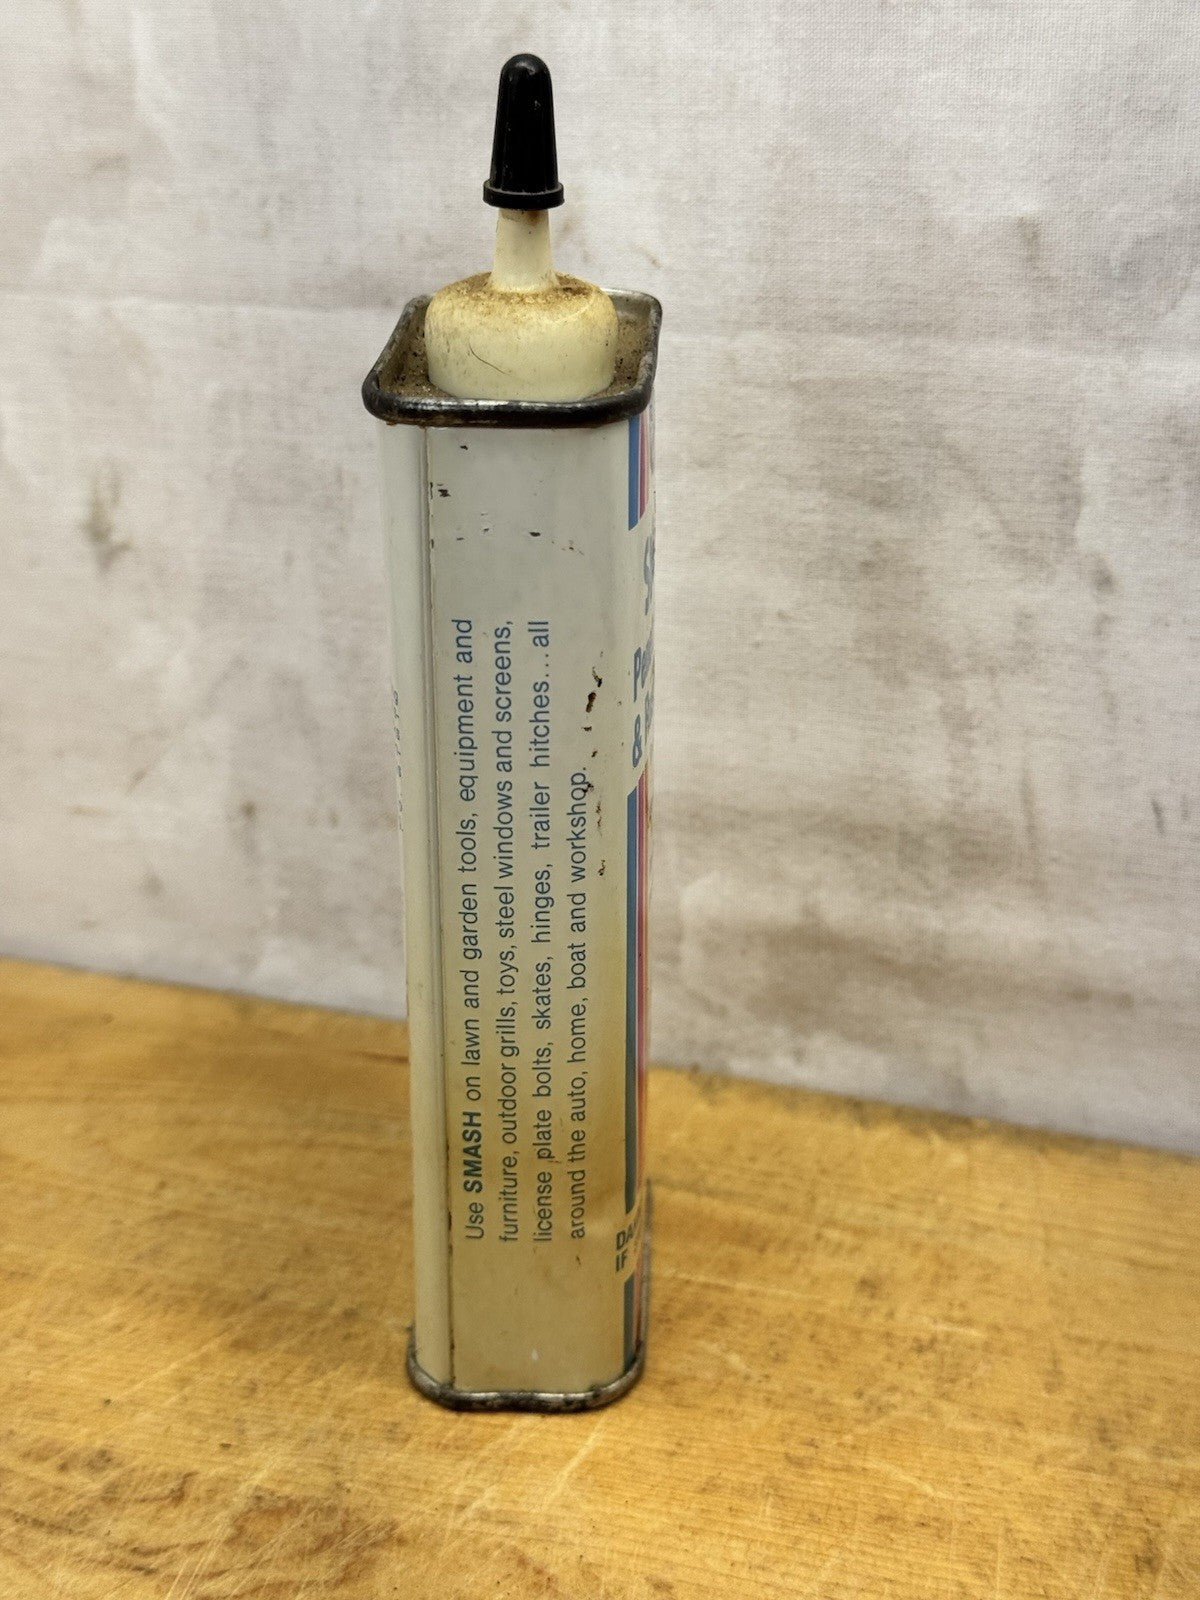 Use SMASH on lawn and garden tools, equipment and
furniture, outdoor grills, toys, steel windows and screens,
license plate bolts, skates, hinges, trailer hitches...all
around the auto, home, boat and workshop.
&
IF